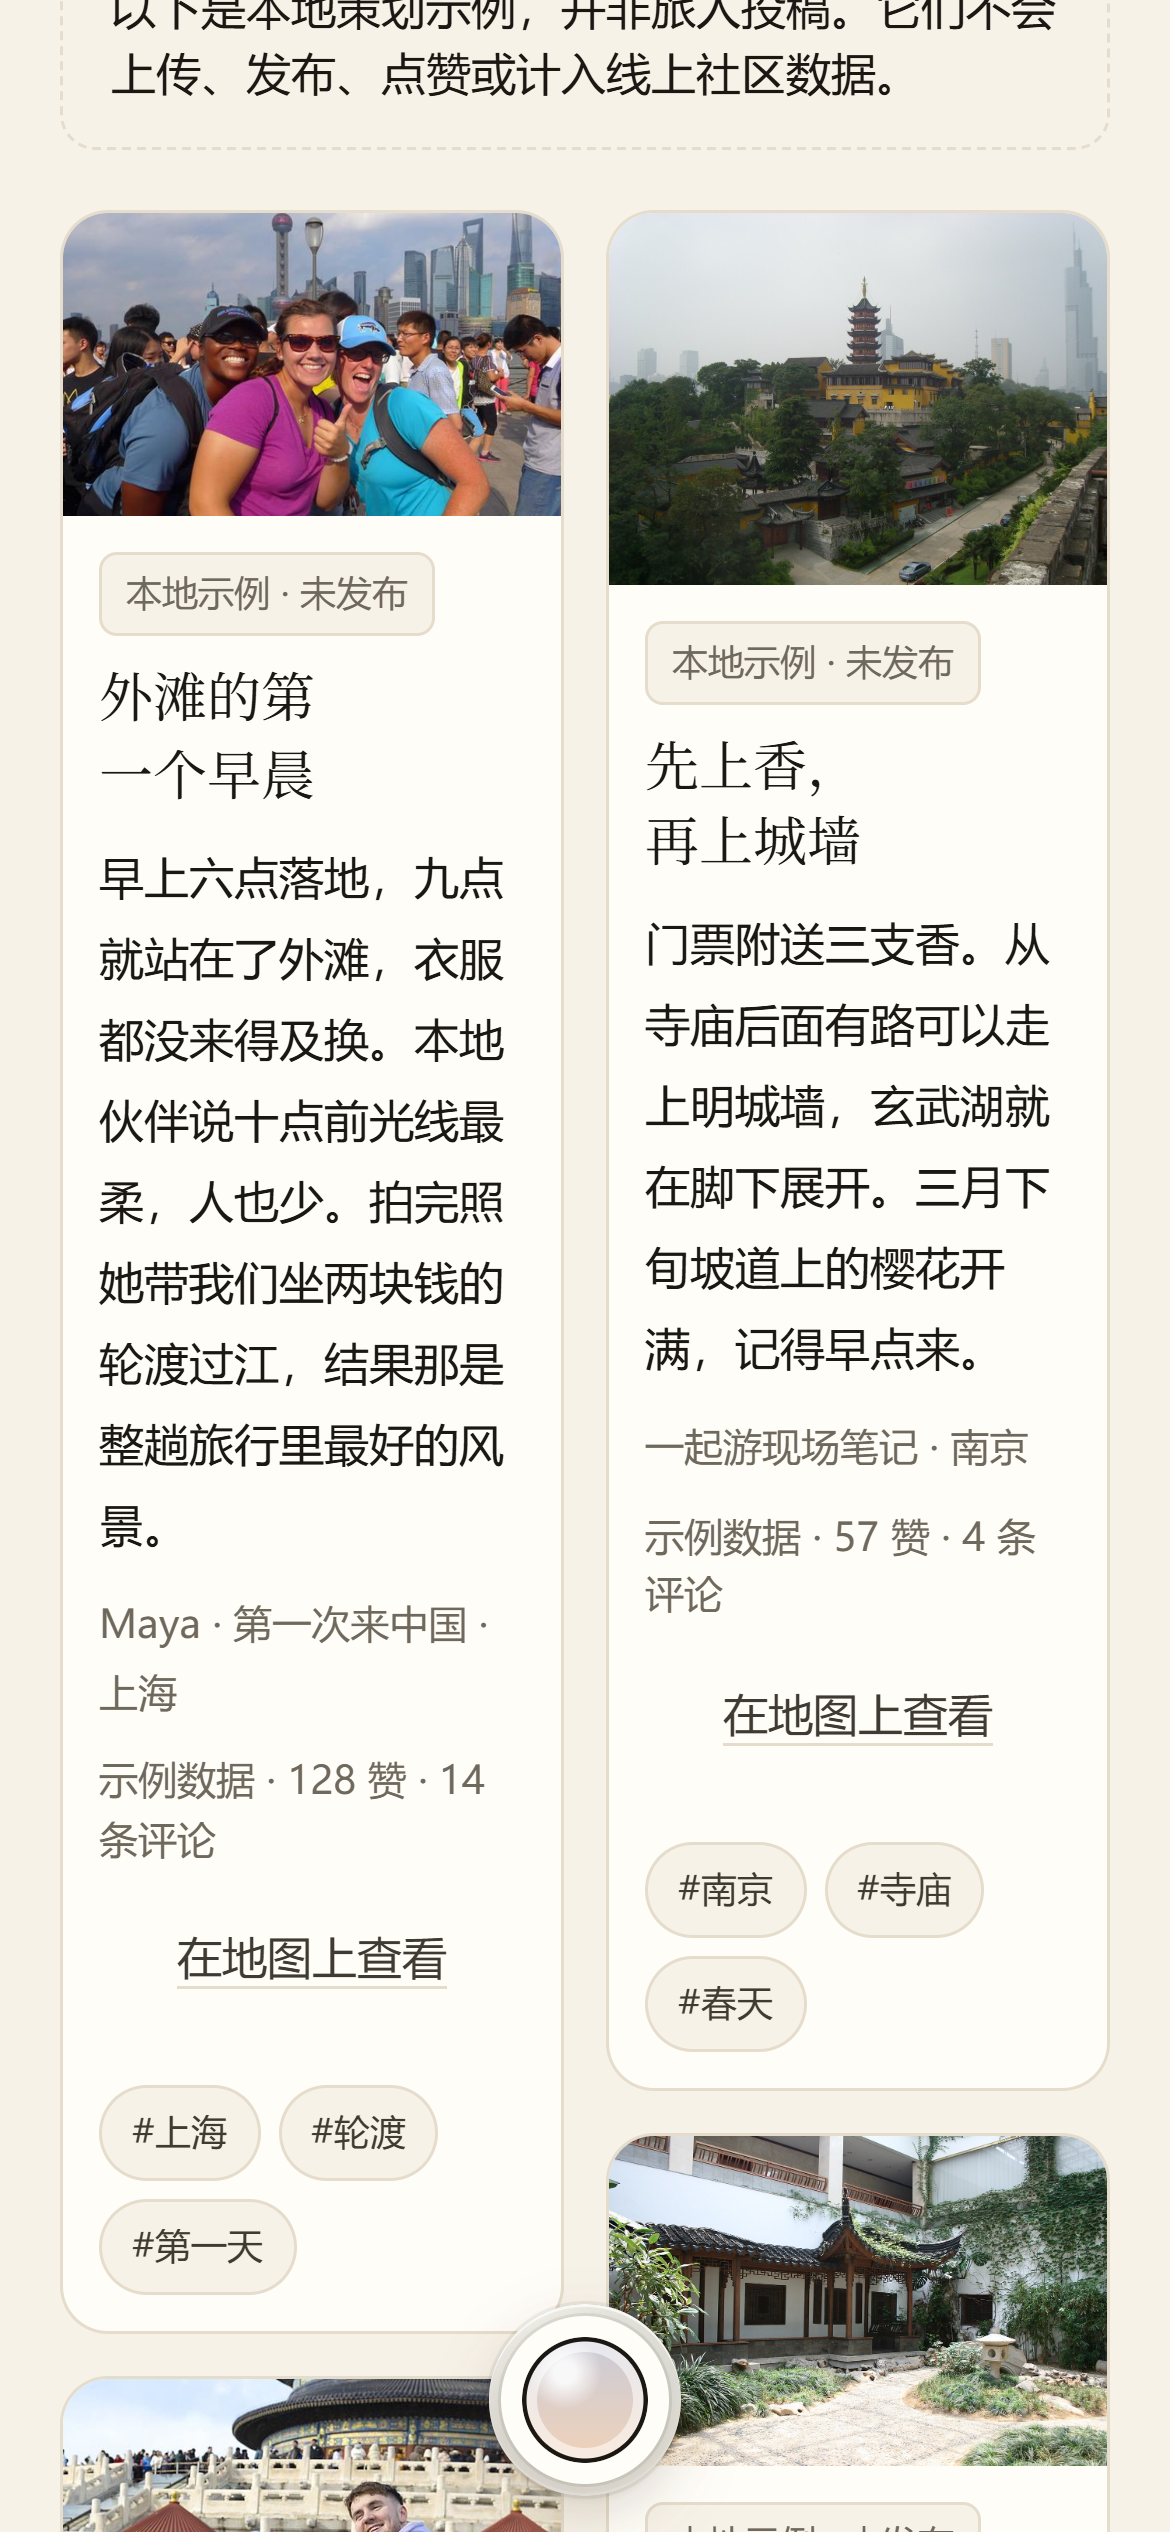 以下是本地策划示例，并非旅人投稿。它们不会
上传、发布、点赞或计入线上社区数据。
本地示例 · 未发布
外滩的第
一个早晨
早上六点落地，九点
就站在了外滩，衣服
都没来得及换。本地
伙伴说十点前光线最
柔，人也少。拍完照
她带我们坐两块钱的
轮渡过江，结果那是
整趟旅行里最好的风
景。
Maya · 第一次来中国 ·
上海
示例数据 · 128 赞 · 14
条评论
在地图上查看
#上海 #轮渡
#第一天
本地示例 · 未发布
先上香，
再上城墙
门票附送三支香。从
寺庙后面有路可以走
上明城墙，玄武湖就
在脚下展开。三月下
旬坡道上的樱花开
满，记得早点来。
一起游现场笔记 · 南京
示例数据 · 57 赞 · 4 条
评论
在地图上查看
#南京 #寺庙
#春天
本地示例 · 未发布